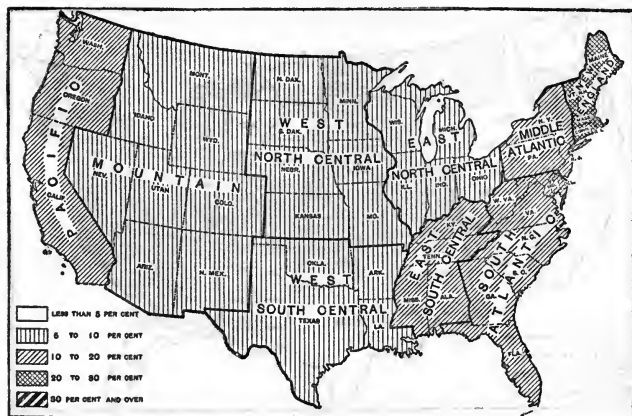 WASH.
MONT.
N. DAK.
MINN.
MAINE
OREGON
IDAHO
WYO.
S. DAK.
WIS.
MICH.
NEW ENGLAND
N. Y.
PACIFIC
WEST NORTH CENTRAL
EAST NORTH CENTRAL
MIDDLE ATLANTIC
PA.
NEBR.
IOWA
ILL.
IND.
OHIO
MOUNTAIN
NEV.
UTAH
COLO.
CALIF.
KANSAS
MO.
KY.
W. VA.
VA.
ARIZ.
N. MEX.
OKLA.
ARK.
TENN.
EAST SOUTH CENTRAL
SOUTH ATLANTIC
WEST SOUTH CENTRAL
TEXAS
LA.
MISS.
ALA.
GA.
FLA.
LESS THAN 5 PER CENT
5 TO 10 PER CENT
10 TO 20 PER CENT
20 TO 30 PER CENT
30 PER CENT AND OVER